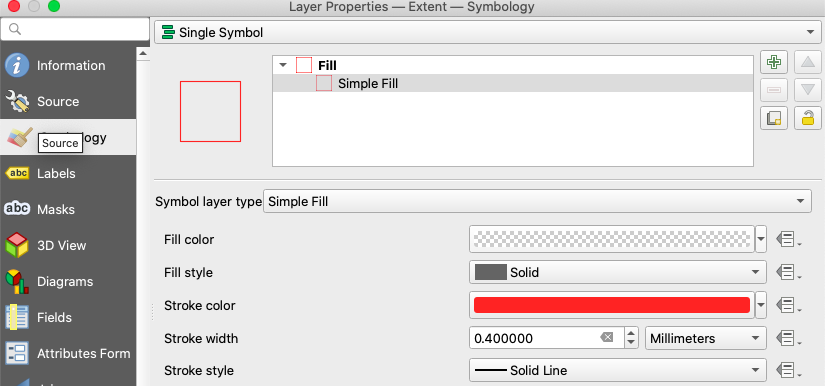 Layer Properties — Extent — Symbology
Single Symbol
Information
Source
Source
ology
Labels
abc
Masks
abc
3D View
Diagrams
Fields
Attributes Form
Fill
Simple Fill
Symbol layer type Simple Fill
Fill color
Fill style Solid
Stroke color
Stroke width 0.400000 Millimeters
Stroke style Solid Line